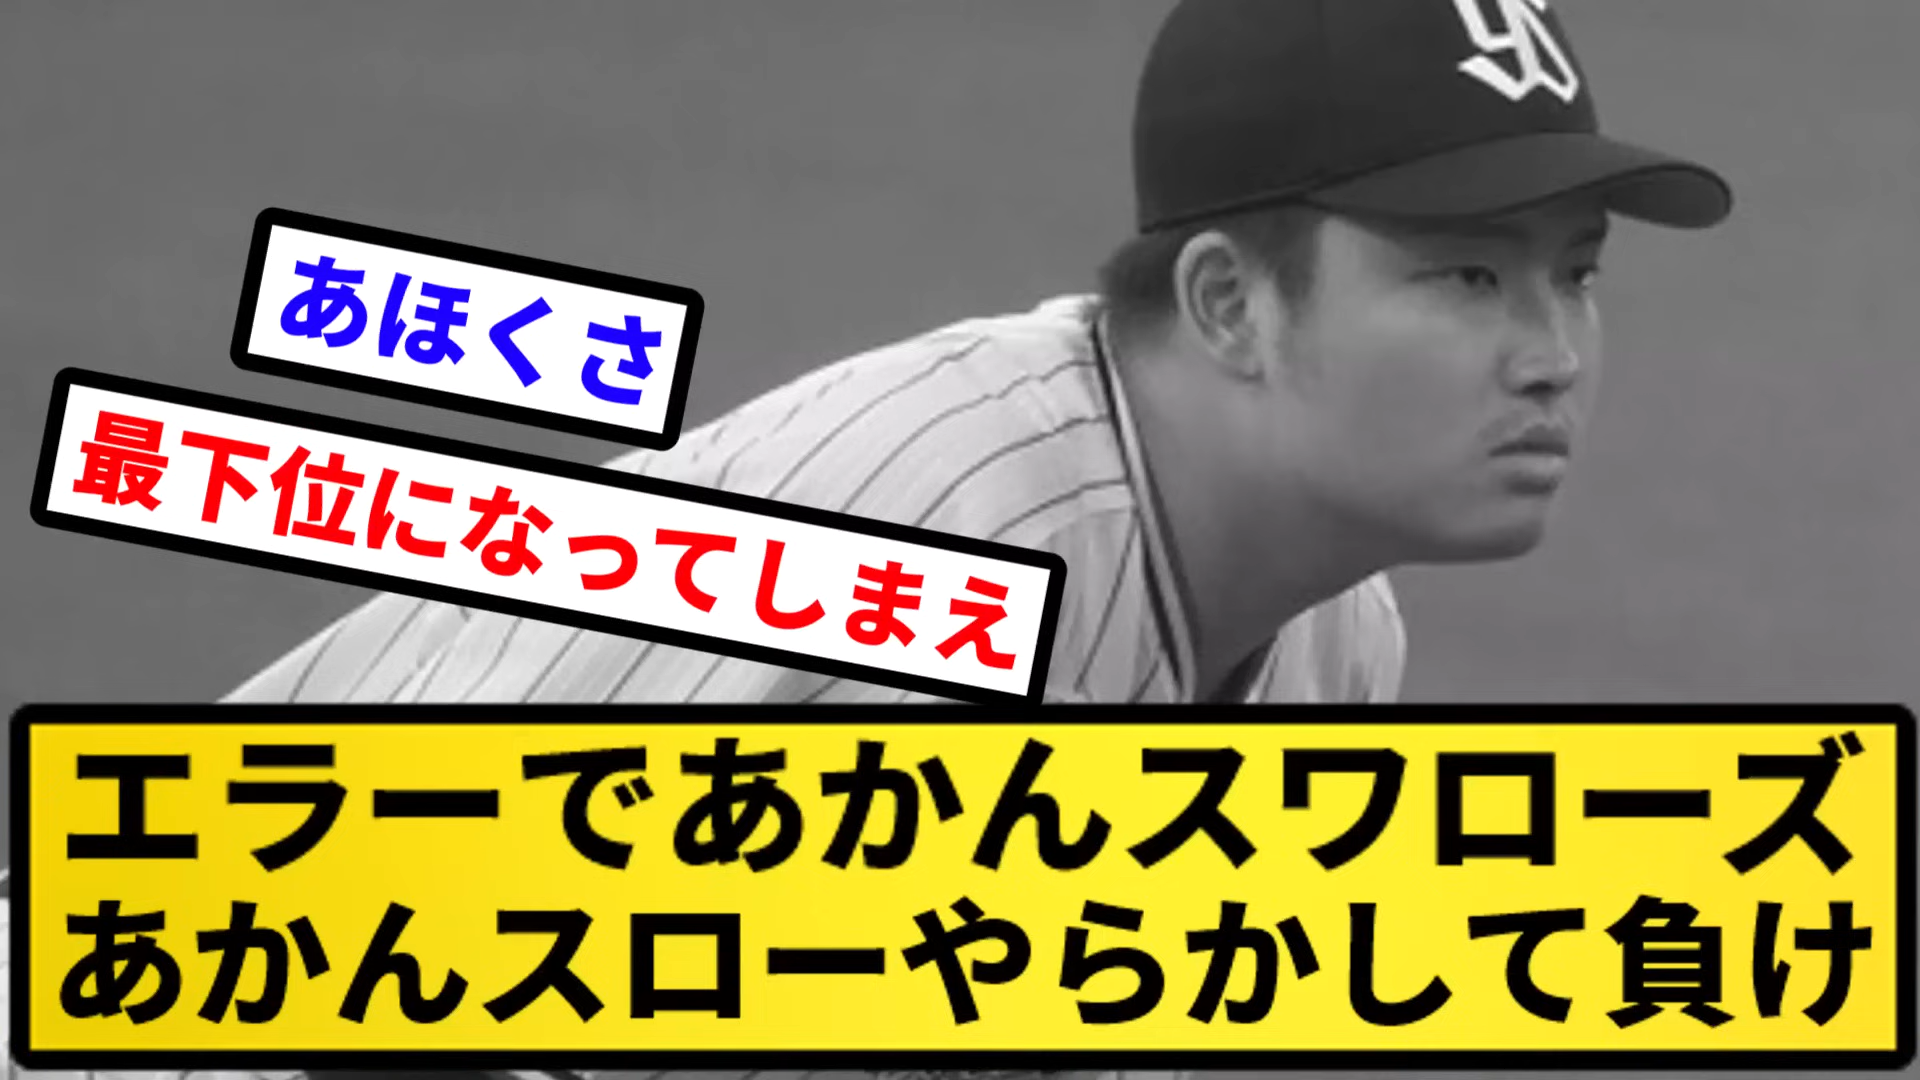 YS
あほくさ
最下位になってしまえ
エラーであかんスワローズ
あかんスローやらかして負け